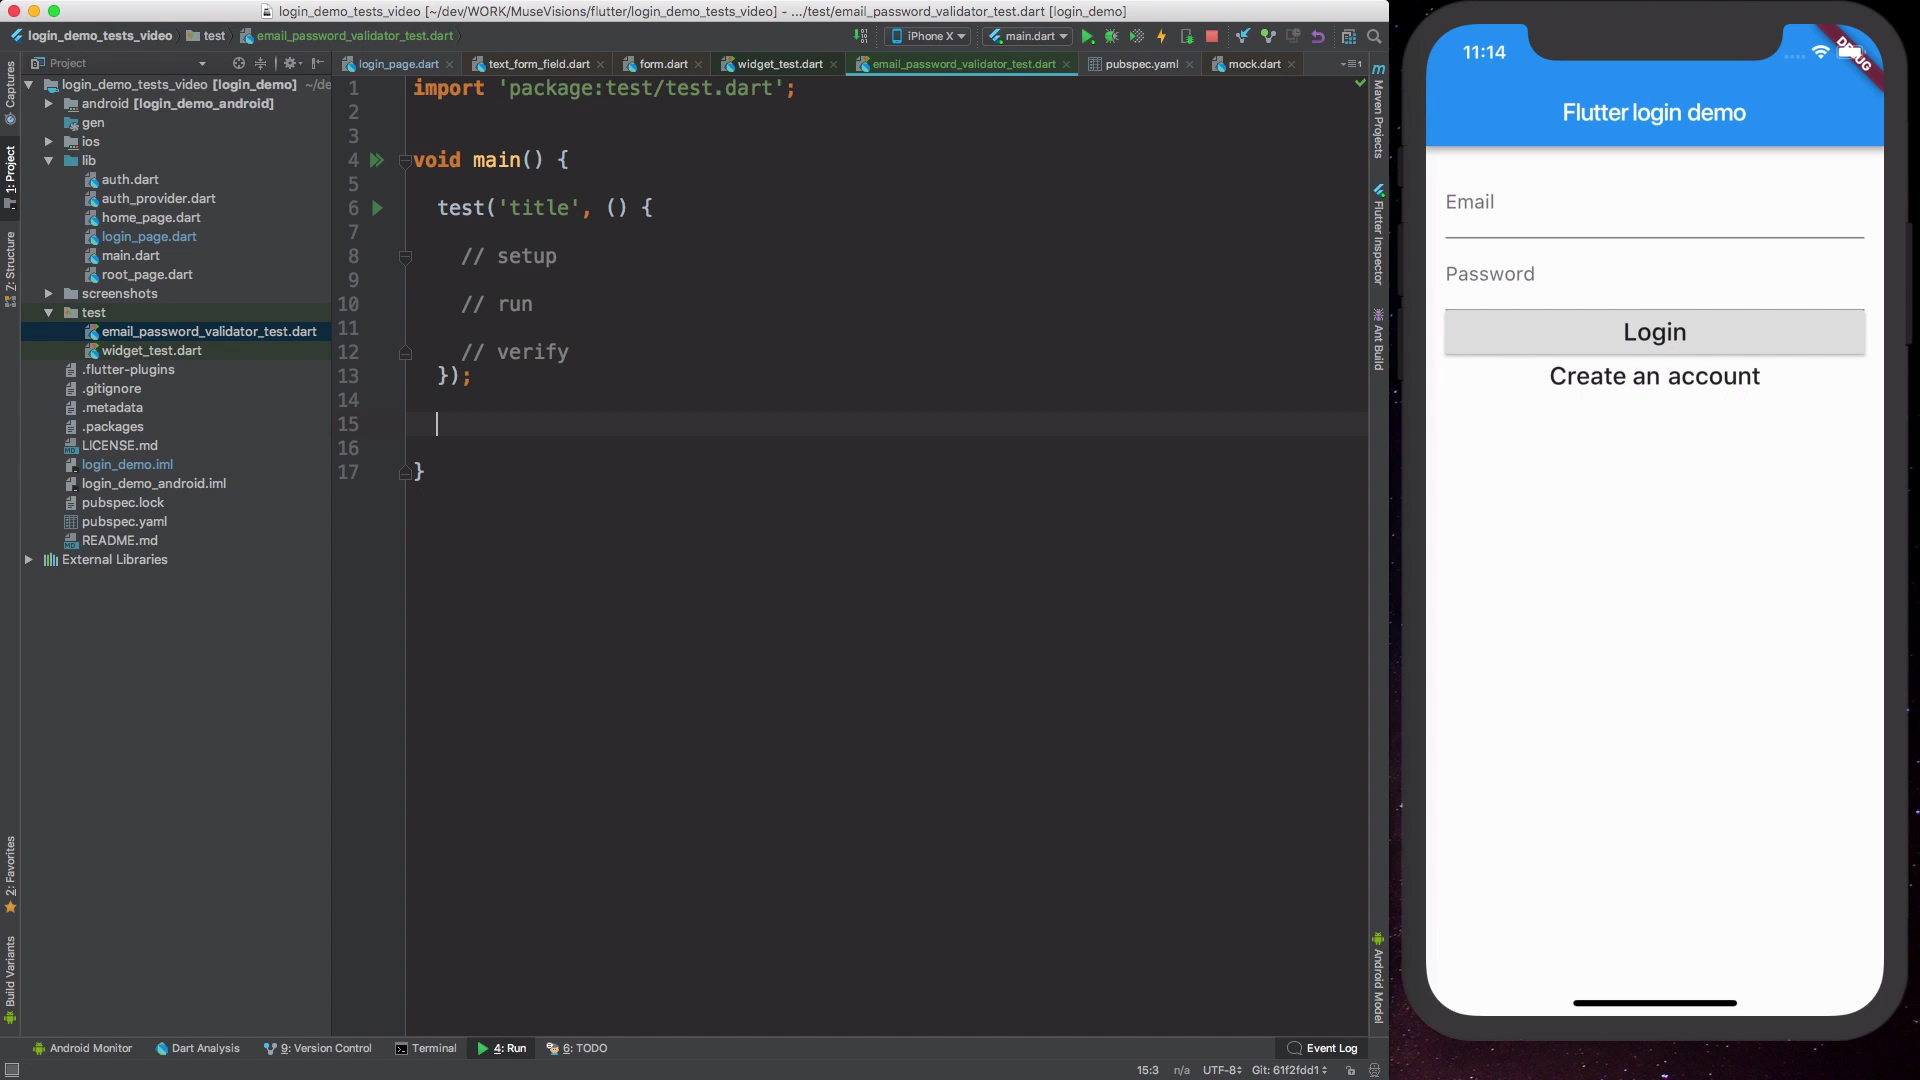 login_demo_tests_video [~/dev/WORK/MuseVisions/flutter/login_demo_tests_video] - .../test/email_password_validator_test.dart [login_demo]
login_demo_tests_video
test
email_password_validator_test.dart
iPhone X
main.dart
Project
login_page.dart
text_form_field.dart
form.dart
widget_test.dart
email_password_validator_test.dart
pubspec.yaml
mock.dart
login_demo_tests_video [login_demo] ~/de
android [login_demo_android]
gen
ios
lib
auth.dart
auth_provider.dart
home_page.dart
login_page.dart
main.dart
root_page.dart
screenshots
test
email_password_validator_test.dart
widget_test.dart
.flutter-plugins
.gitignore
.metadata
.packages
LICENSE.md
login_demo.iml
login_demo_android.iml
pubspec.lock
pubspec.yaml
README.md
External Libraries
Captures
1: Project
7: Structure
2: Favorites
Build Variants
1 import 'package:test/test.dart';
2
3
4 void main() {
5
6 test('title', () {
7
8 // setup
9
10 // run
11
12 // verify
13 });
14
15
16
17 }
Maven Projects
Flutter Inspector
Ant Build
Android Model
Android Monitor
Dart Analysis
9: Version Control
Terminal
4: Run
6: TODO
Event Log
15:3 n/a UTF-8 Git: 61f2fdd1
11:14
DEBUG
Flutter login demo
Email
Password
Login
Create an account